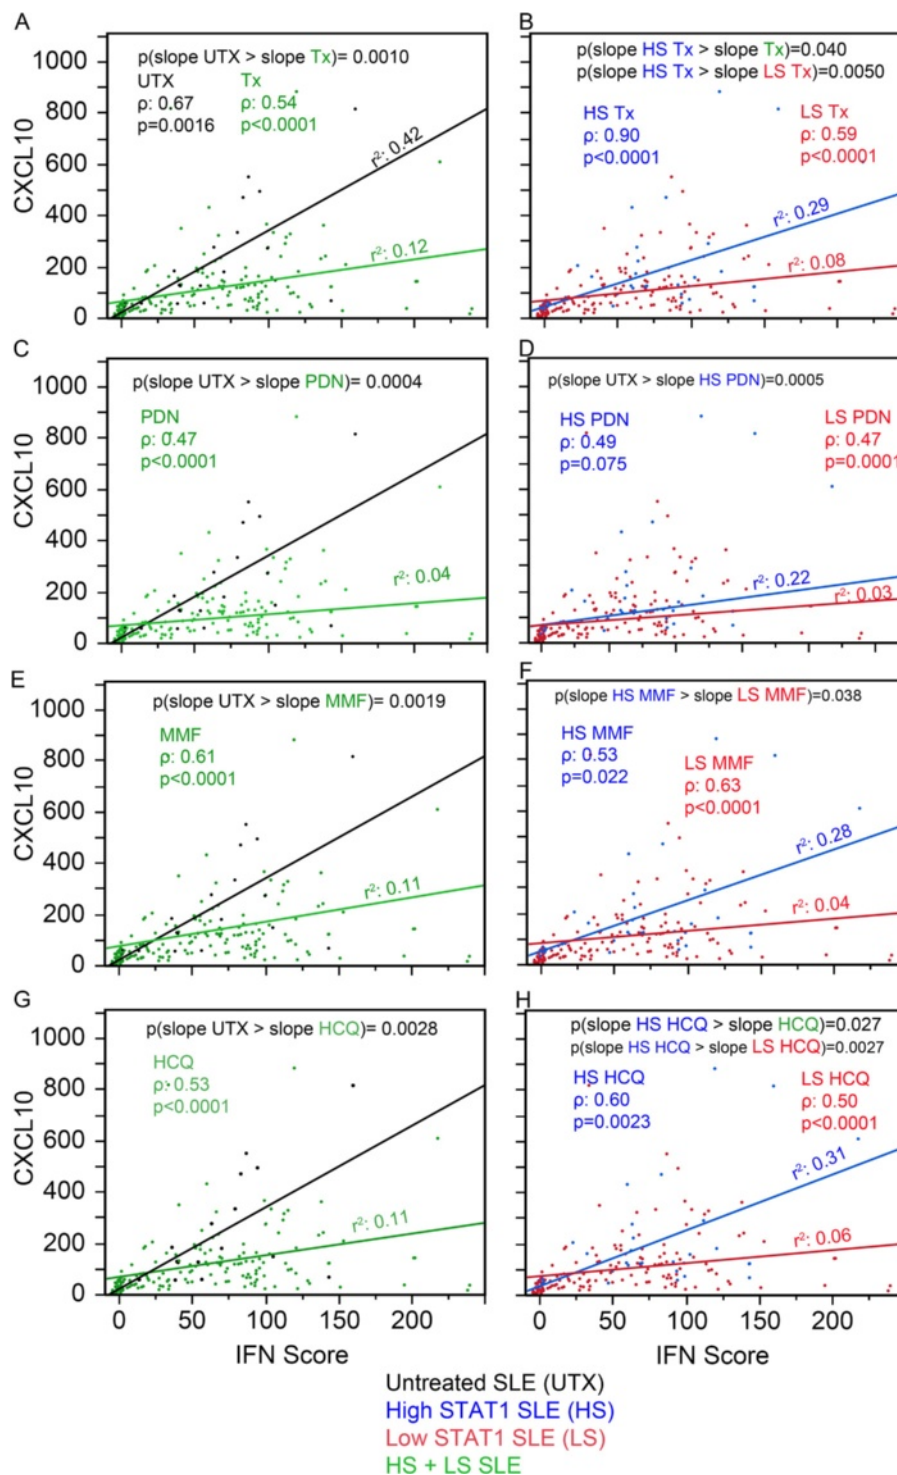 A
p(slope UTX > slope Tx)= 0.0010
UTX
ρ: 0.67
p=0.0016
Tx
ρ: 0.54
p<0.0001
r²: 0.42
r²: 0.12
CXCL10
1000
800
600
400
200
0
B
p(slope HS Tx > slope Tx)=0.040
p(slope HS Tx > slope LS Tx)=0.0050
HS Tx
ρ: 0.90
p<0.0001
LS Tx
ρ: 0.59
p<0.0001
r²: 0.29
r²: 0.08
C
p(slope UTX > slope PDN)= 0.0004
PDN
ρ: 0.47
p<0.0001
r²: 0.04
CXCL10
1000
800
600
400
200
0
D
p(slope UTX > slope HS PDN)=0.0005
HS PDN
ρ: 0.49
p=0.075
LS PDN
ρ: 0.47
p=0.0001
r²: 0.22
r²: 0.03
E
p(slope UTX > slope MMF)= 0.0019
MMF
ρ: 0.61
p<0.0001
r²: 0.11
CXCL10
1000
800
600
400
200
0
F
p(slope HS MMF > slope LS MMF)=0.038
HS MMF
ρ: 0.53
p=0.022
LS MMF
ρ: 0.63
p<0.0001
r²: 0.28
r²: 0.04
G
p(slope UTX > slope HCQ)= 0.0028
HCQ
ρ: 0.53
p<0.0001
r²: 0.11
CXCL10
1000
800
600
400
200
0
0 50 100 150 200
IFN Score
H
p(slope HS HCQ > slope HCQ)=0.027
p(slope HS HCQ > slope LS HCQ)=0.0027
HS HCQ
ρ: 0.60
p=0.0023
LS HCQ
ρ: 0.50
p<0.0001
r²: 0.31
r²: 0.06
0 50 100 150 200
IFN Score
Untreated SLE (UTX)
High STAT1 SLE (HS)
Low STAT1 SLE (LS)
HS + LS SLE